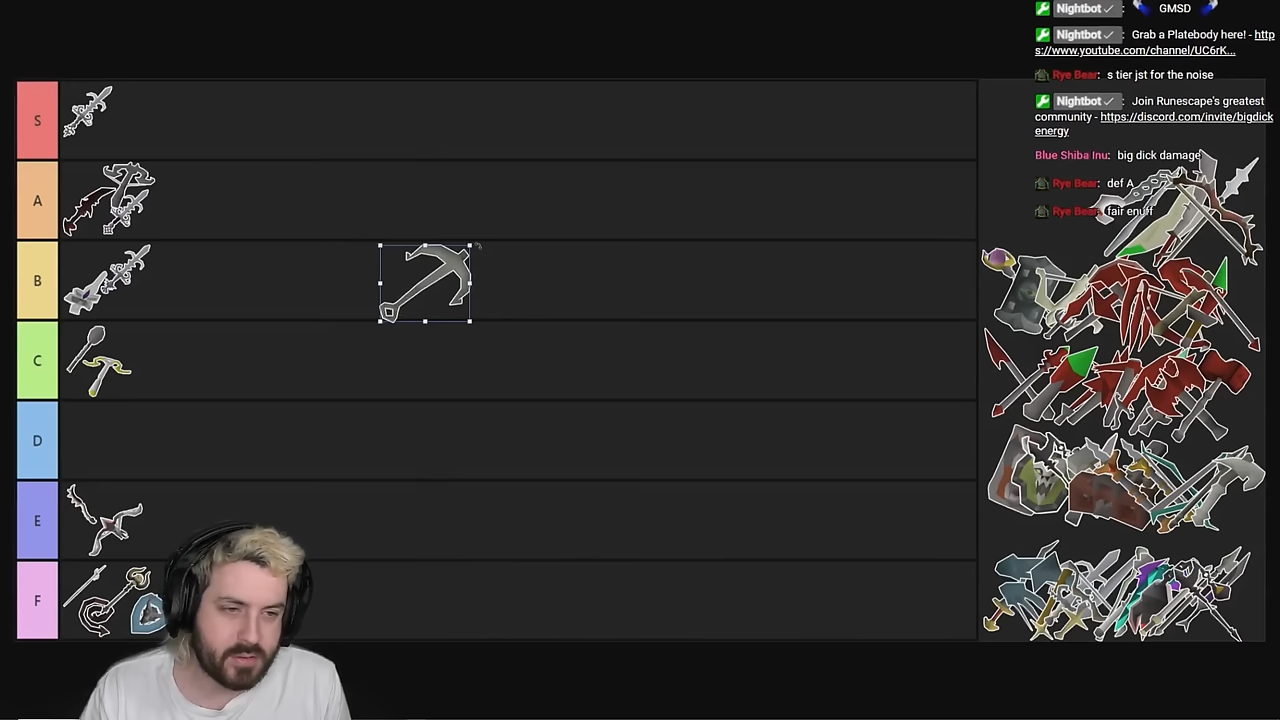 Nightbot: GMSD
Nightbot: Grab a Platebody here! - http
s://www.youtube.com/channel/UC6rK...
Rye Bear: s tier jst for the noise
Nightbot: Join Runescape's greatest
community - https://discord.com/invite/bigdick
energy
Blue Shiba Inu: big dick damage
Rye Bear: def A
Rye Bear: fair enuff
S
A
B
C
D
E
F